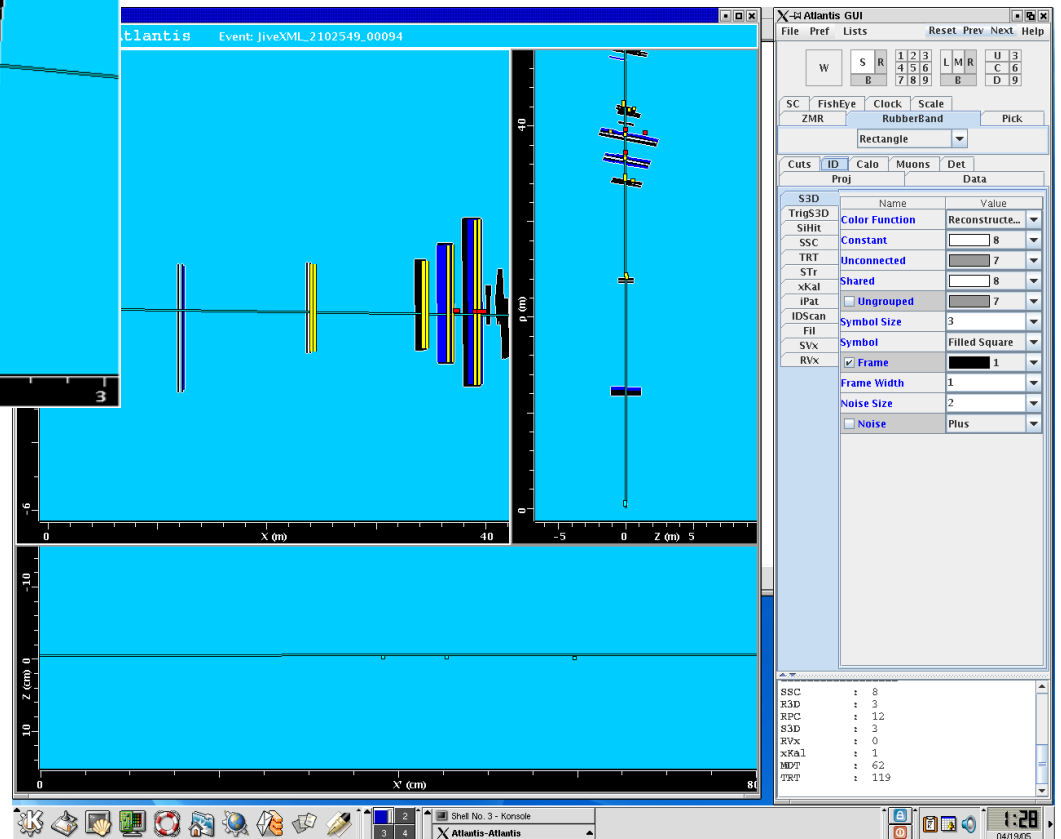 tlantis Event: JiveXML_2102549_00094
3
-6
0 X (m) 40
40
ρ (m)
0
-5 0 Z (m) 5
-10
Z (cm) 0
10
0 X' (cm) 80
Atlantis GUI
File Pref Lists Reset Prev Next Help
W S R B 1 2 3 4 5 6 7 8 9 L M R B U 3 C 6 D 9
SC FishEye Clock Scale
ZMR RubberBand Pick
Rectangle
Cuts ID Calo Muons Det
Proj Data
S3D
TrigS3D
SiHit
SSC
TRT
STr
xKal
iPat
IDScan
Fil
SVx
RVx
Name Value
Color Function Reconstructe...
Constant 8
Unconnected 7
Shared 8
Ungrouped 7
Symbol Size 3
Symbol Filled Square
Frame 1
Frame Width 1
Noise Size 2
Noise Plus
SSC : 8
R3D : 3
RPC : 12
S3D : 3
RVx : 0
xKal : 1
MDT : 62
TRT : 119
2
3 4
Shell No. 3 - Konsole
Atlantis-Atlantis
1:28
04/19/05